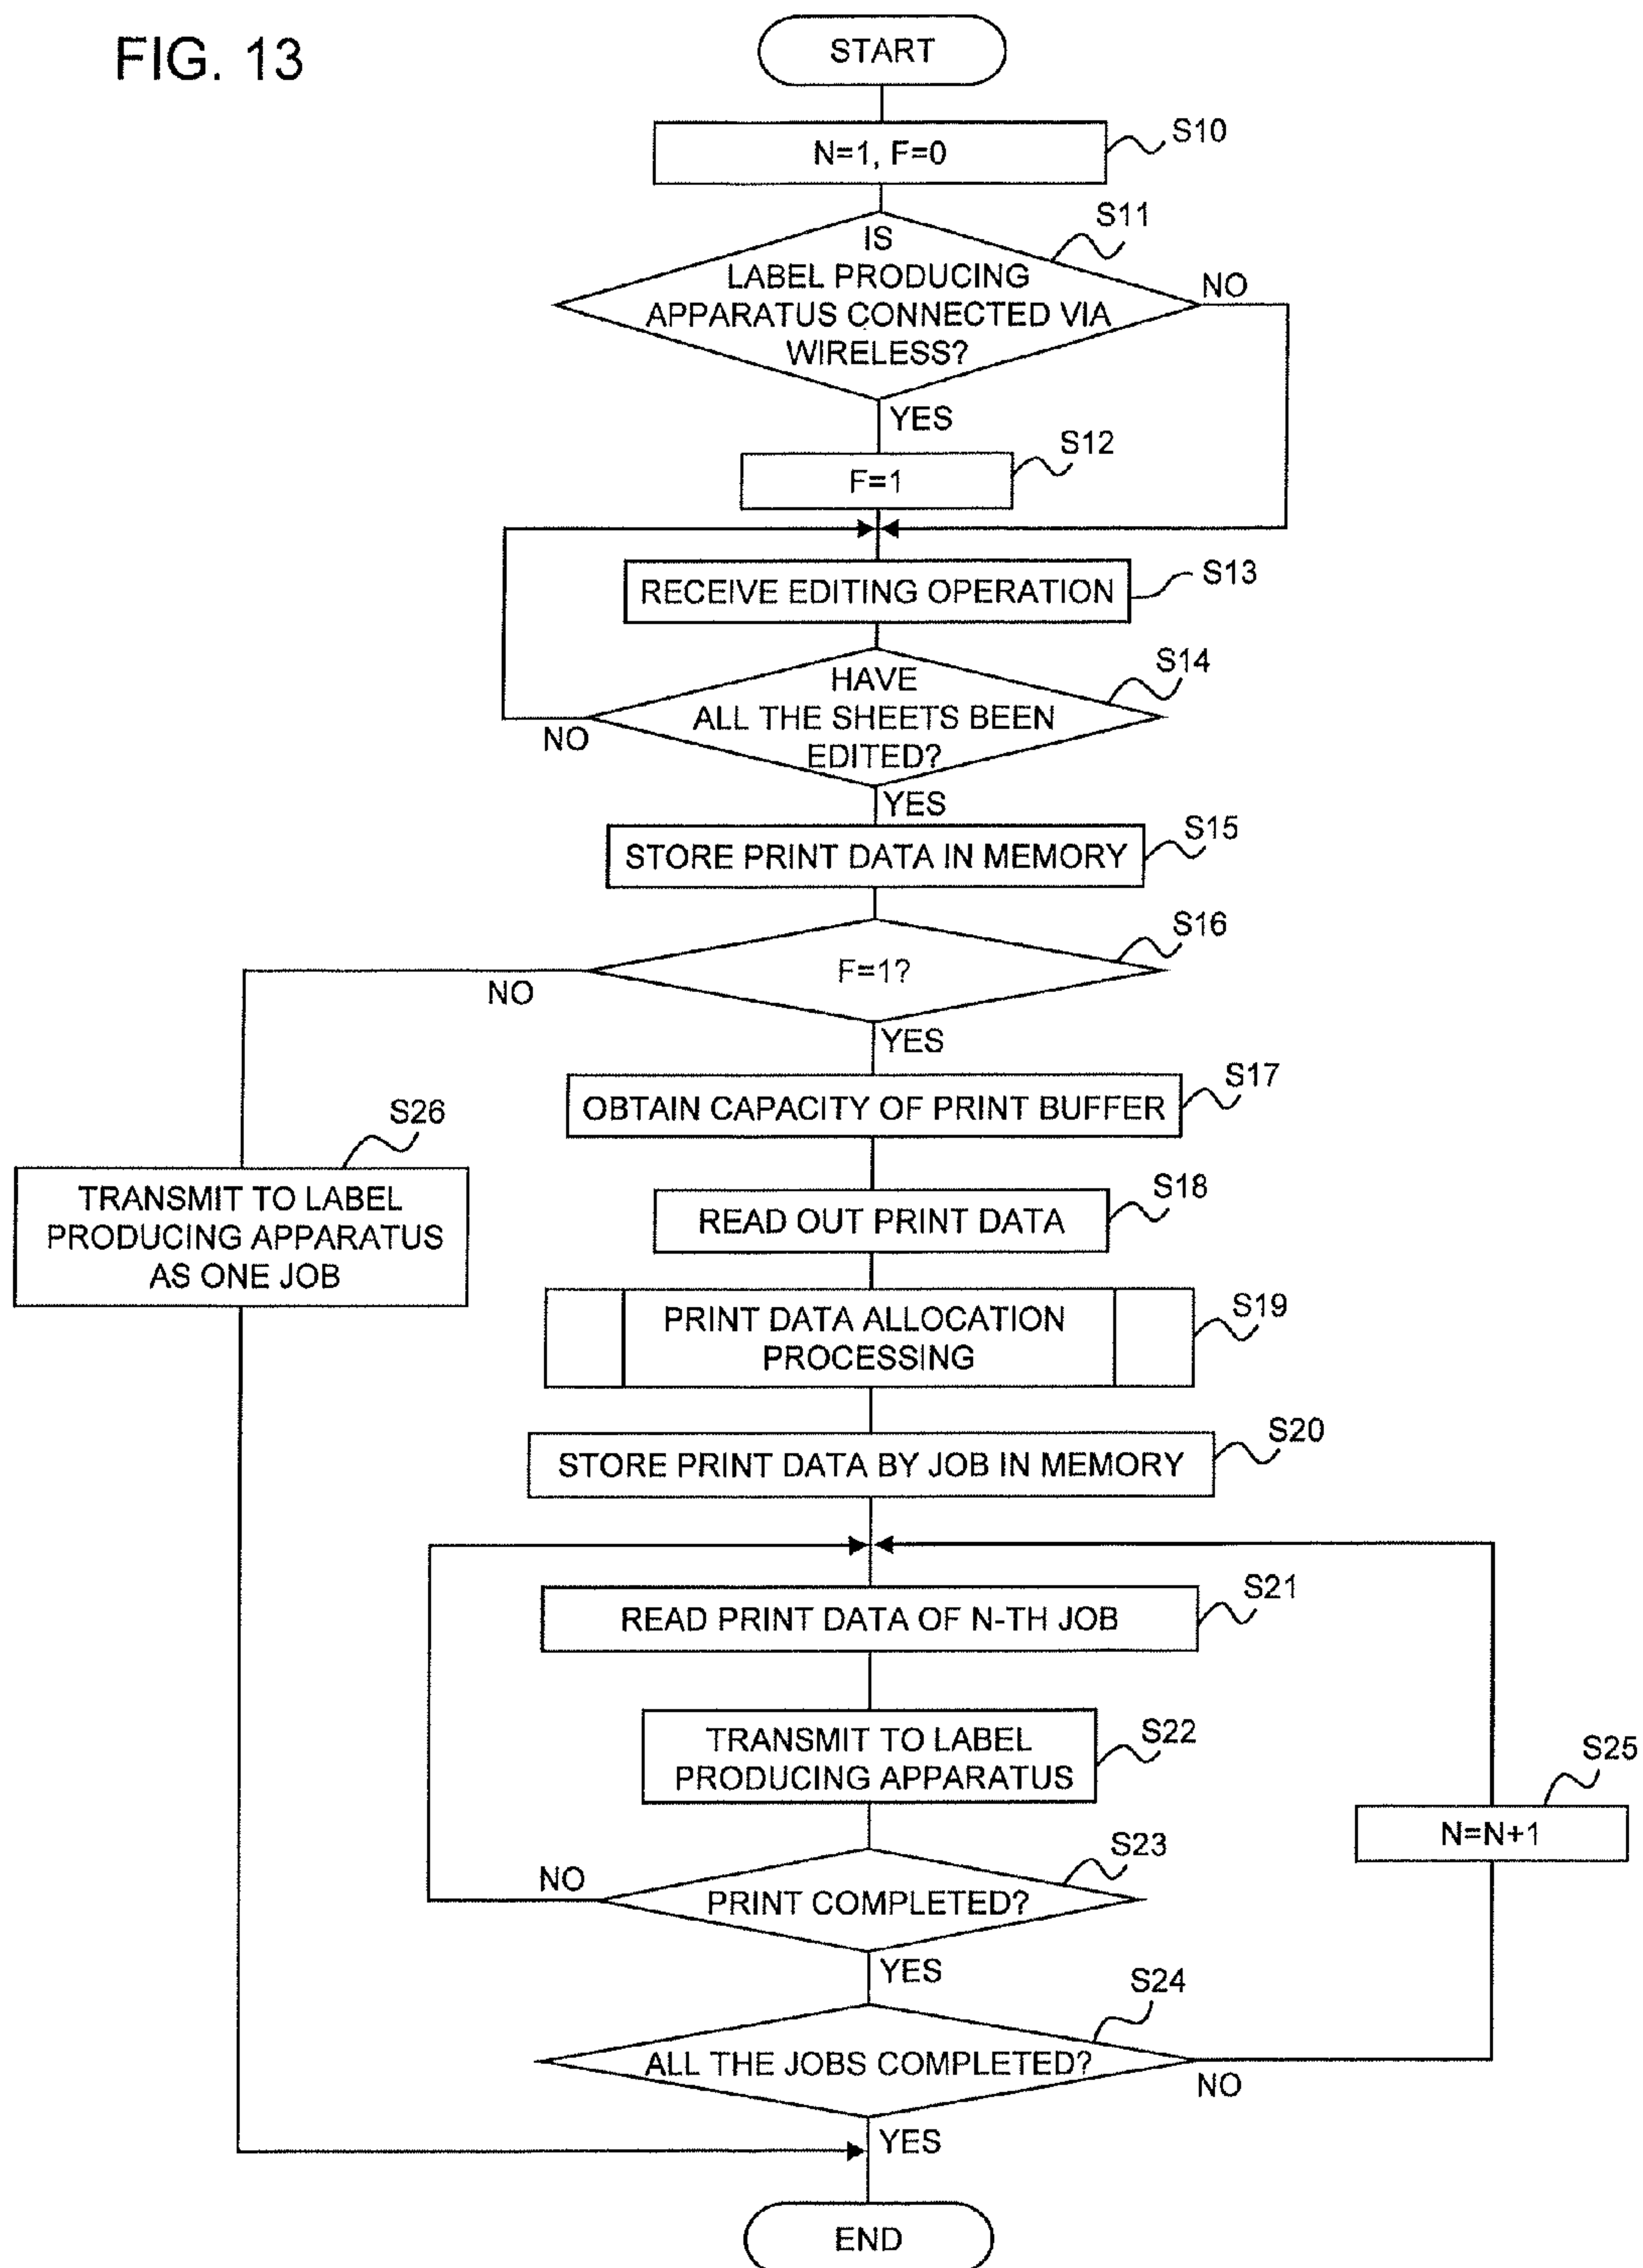 FIG. 13
START
N=1, F=0
S10
IS
LABEL PRODUCING
APPARATUS CONNECTED VIA
WIRELESS?
S11
NO
YES
F=1
S12
RECEIVE EDITING OPERATION
S13
HAVE
ALL THE SHEETS BEEN
EDITED?
S14
NO
YES
STORE PRINT DATA IN MEMORY
S15
F=1?
S16
NO
YES
OBTAIN CAPACITY OF PRINT BUFFER
S17
S26
TRANSMIT TO LABEL
PRODUCING APPARATUS
AS ONE JOB
READ OUT PRINT DATA
S18
PRINT DATA ALLOCATION
PROCESSING
S19
STORE PRINT DATA BY JOB IN MEMORY
S20
READ PRINT DATA OF N-TH JOB
S21
TRANSMIT TO LABEL
PRODUCING APPARATUS
S22
S25
N=N+1
PRINT COMPLETED?
S23
NO
YES
ALL THE JOBS COMPLETED?
S24
NO
YES
END